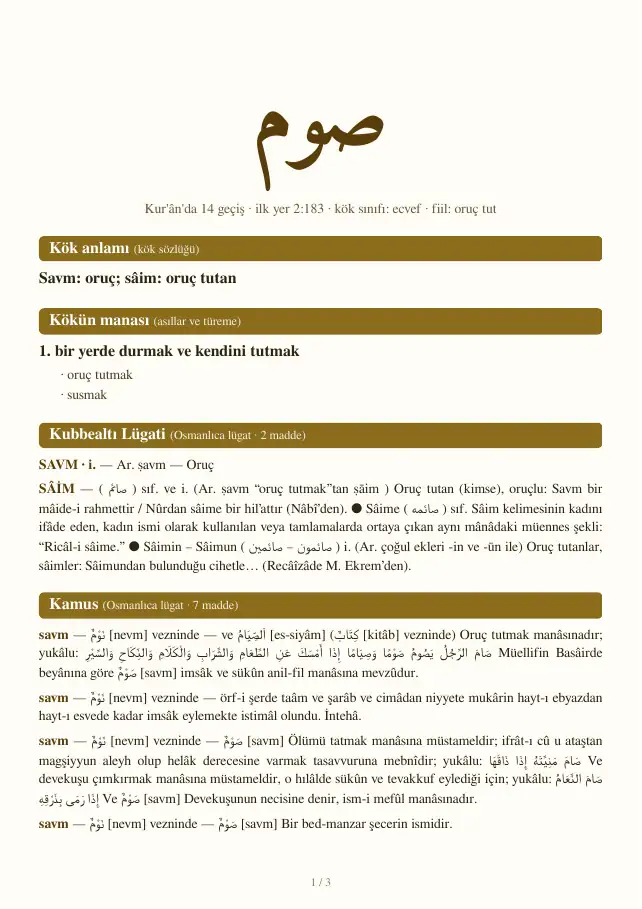 صوم
Kur'ân'da 14 geçiş · ilk yer 2:183 · kök sınıfı: ecvef · fiil: oruç tut
Kök anlamı (kök sözlüğü)
Savm: oruç; sâim: oruç tutan
Kökün manası (asıllar ve türeme)
1. bir yerde durmak ve kendini tutmak
· oruç tutmak
· susmak
Kubbealtı Lügati (Osmanlıca lügat · 2 madde)
SAVM · i. — Ar. ṣavm — Oruç
SÂİM — ( صائم ) sıf. ve i. (Ar. ṣavm “oruç tutmak”tan ṣāim ) Oruç tutan (kimse), oruçlu: Savm bir
mâide-i rahmettir / Nûrdan sâime bir hil'attır (Nâbî'den). ● Sâime ( صائمه ) sıf. Sâim kelimesinin kadını
ifâde eden, kadın ismi olarak kullanılan veya tamlamalarda ortaya çıkan aynı mânâdaki müennes şekli:
“Ricâl-i sâime.” ● Sâimin – Sâimun ( صائمون – صائمين ) i. (Ar. çoğul ekleri -in ve -ün ile) Oruç tutanlar,
sâimler: Sâimundan bulunduğu cihetle… (Recâîzâde M. Ekrem'den).
Kamus (Osmanlıca lügat · 7 madde)
savm — نَوْمٌ [nevm] vezninde — ve اَلصِّيَامُ [es-siyâm] (كِتَابٌ [kitâb] vezninde) Oruç tutmak manâsınadır;
yukâlu: صَامَ الرَّجُلُ يَصُومُ صَوْمًا وَصِيَامًا إِذَا أَمْسَكَ عَنِ الطَّعَامِ وَالشَّرَابِ وَالْكَلَامِ وَالنِّكَاحِ وَالسَّيْرِ Müellifin Basâirde
beyânına göre صَوْمٌ [savm] imsâk ve sükûn anil-fiil manâsına mevzûdur.
savm — نَوْمٌ [nevm] vezninde — örf-i şerde taâm ve şarâb ve cimâdan niyyete mukârin hayt-ı ebyazdan
hayt-ı esvede kadar imsâk eylemekte istimâl olundu. İntehâ.
savm — نَوْمٌ [nevm] vezninde — صَوْمٌ [savm] Ölümü tatmak manâsına müstameldir; ifrât-ı cû u ataştan
magşiyyun aleyh olup helâk derecesine varmak tasavvuruna mebnîdir; yukâlu: صَامَ مَنِيَّتَهُ إِذَا ذَاقَهَا Ve
devekuşu çımkırmak manâsına müstameldir, o hılâlde sükûn ve tevakkuf eylediği için; yukâlu: صَامَ النَّعَامُ
إِذَا رَمَى بِذَرْقِهِ Ve صَوْمٌ [savm] Devekuşunun necisine denir, ism-i mefûl manâsınadır.
savm — نَوْمٌ [nevm] vezninde — صَوْمٌ [savm] Bir bed-manzar şecerin ismidir.
1 / 3